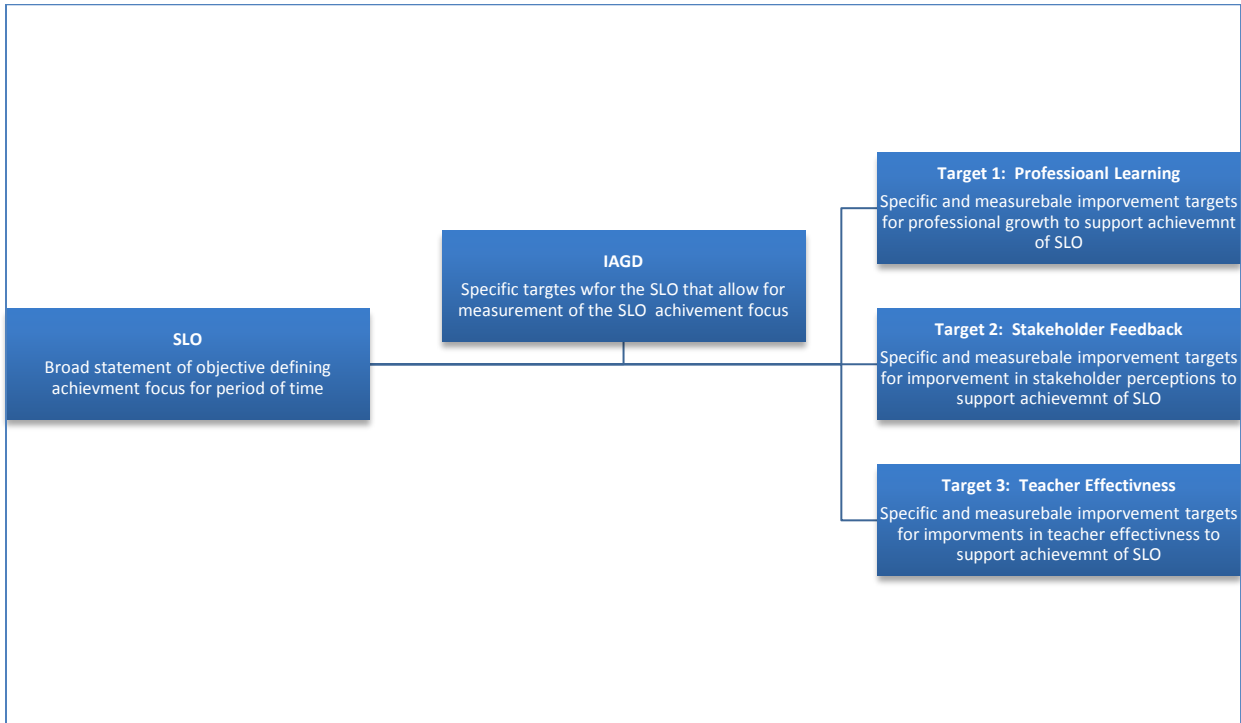 SLO
Broad statement of objective defining
achievment focus for period of time
IAGD
Specific targtes wfor the SLO that allow for
measurement of the SLO  achivement focus
Target 1:  Professioanl Learning
Specific and measurebale imporvement targets
for professional growth to support achievemnt
of SLO
Target 2:  Stakeholder Feedback
Specific and measurebale imporvement targets
for imporvement in stakeholder perceptions to
support achievemnt of SLO
Target 3:  Teacher Effectivness
Specific and measurebale imporvement targets
for imporvments in teacher effectivness to
support achievemnt of SLO